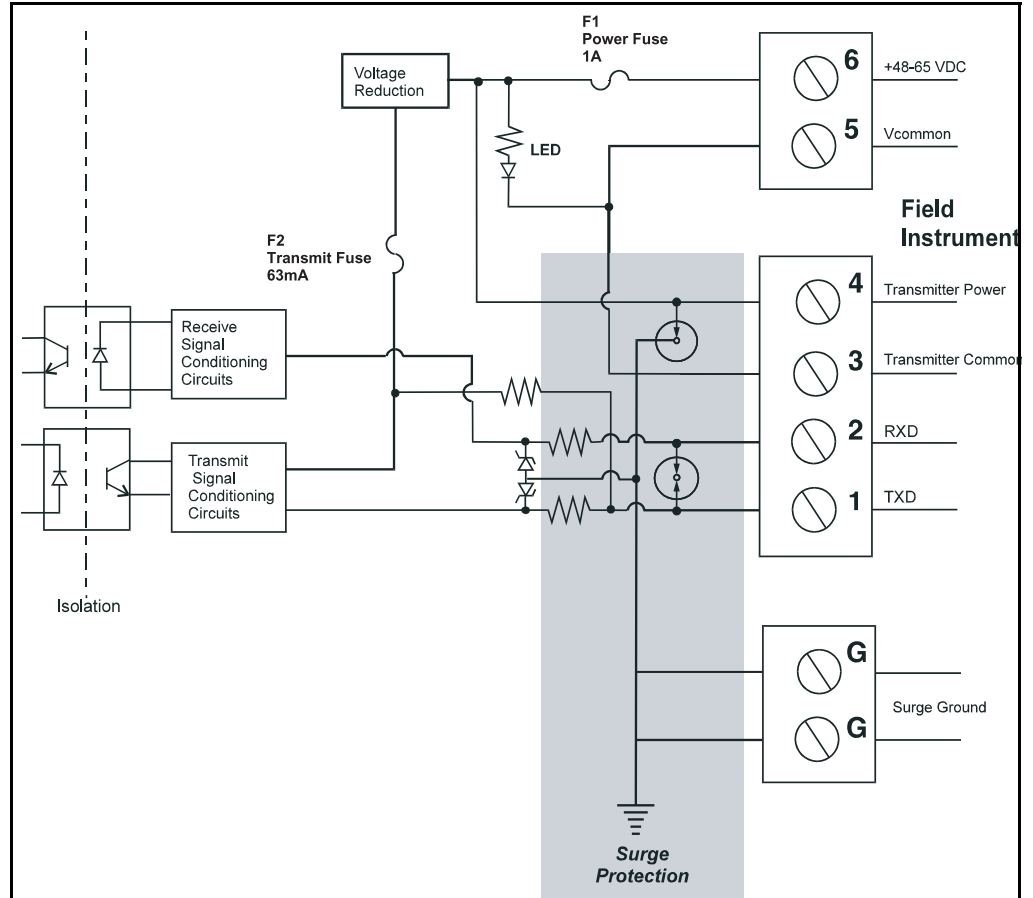 F1
Power Fuse
1A
Voltage
Reduction
LED
6
+48-65 VDC
5
Vcommon
Field
Instrument
F2
Transmit Fuse
63mA
4
Transmitter Power
3
Transmitter Common
2
RXD
1
TXD
Receive
Signal
Conditioning
Circuits
Transmit
Signal
Conditioning
Circuits
Isolation
G
Surge Ground
G
Surge
Protection